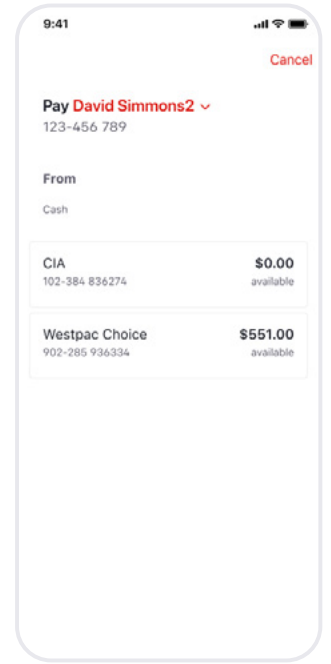 9:41
Cancel
Pay David Simmons2
123-456 789
From
Cash
CIA $0.00
102-384 836274 available
Westpac Choice $551.00
902-285 936334 available